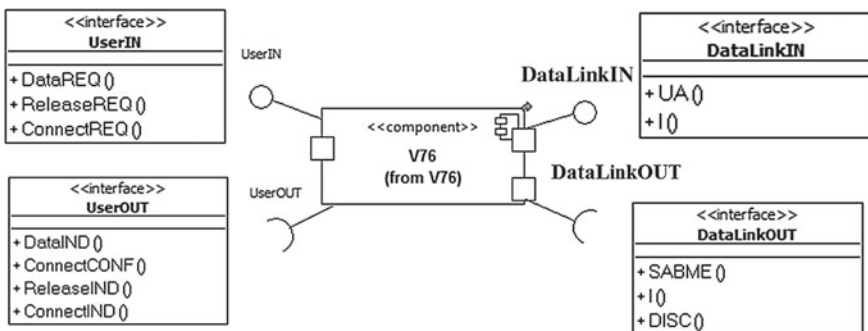 <<interface>>
UserIN
+ DataREQ()
+ ReleaseREQ()
+ ConnectREQ()
<<interface>>
UserOUT
+ DataIND()
+ ConnectCONF()
+ ReleaseIND()
+ ConnectIND()
UserIN
UserOUT
<<component>>
V76
(from V76)
DataLinkIN
DataLinkOUT
<<interface>>
DataLinkIN
+ UA()
+ I()
<<interface>>
DataLinkOUT
+ SABME()
+ I()
+ DISC()